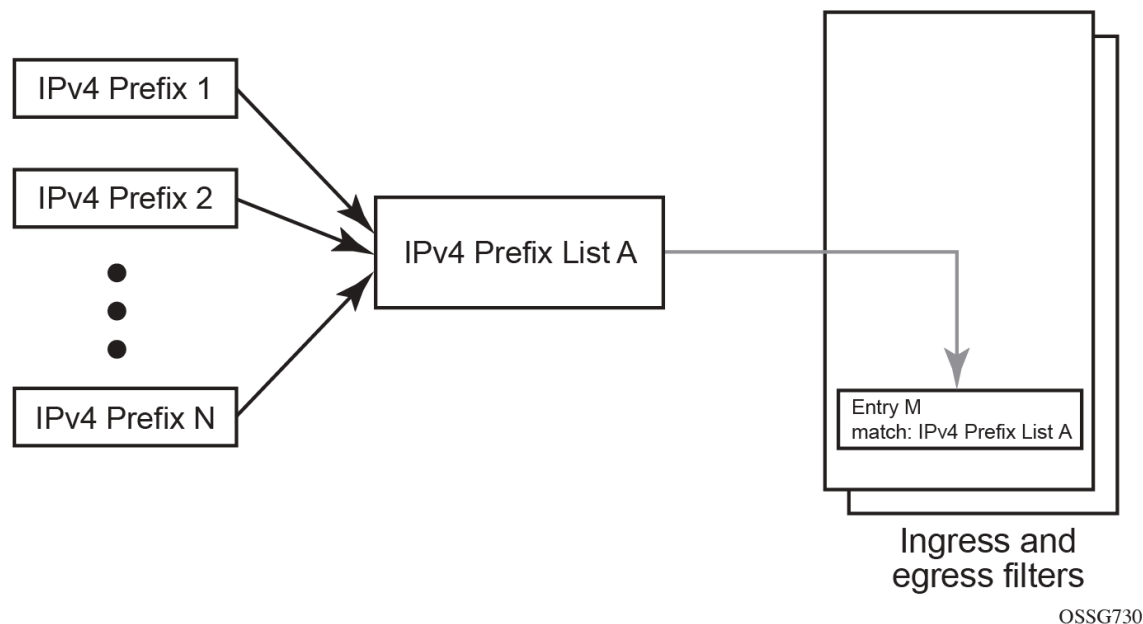 IPv4 Prefix 1
IPv4 Prefix 2
IPv4 Prefix List A
IPv4 Prefix N
Entry M
match: IPv4 Prefix List A
Ingress and
egress filters
OSSG730